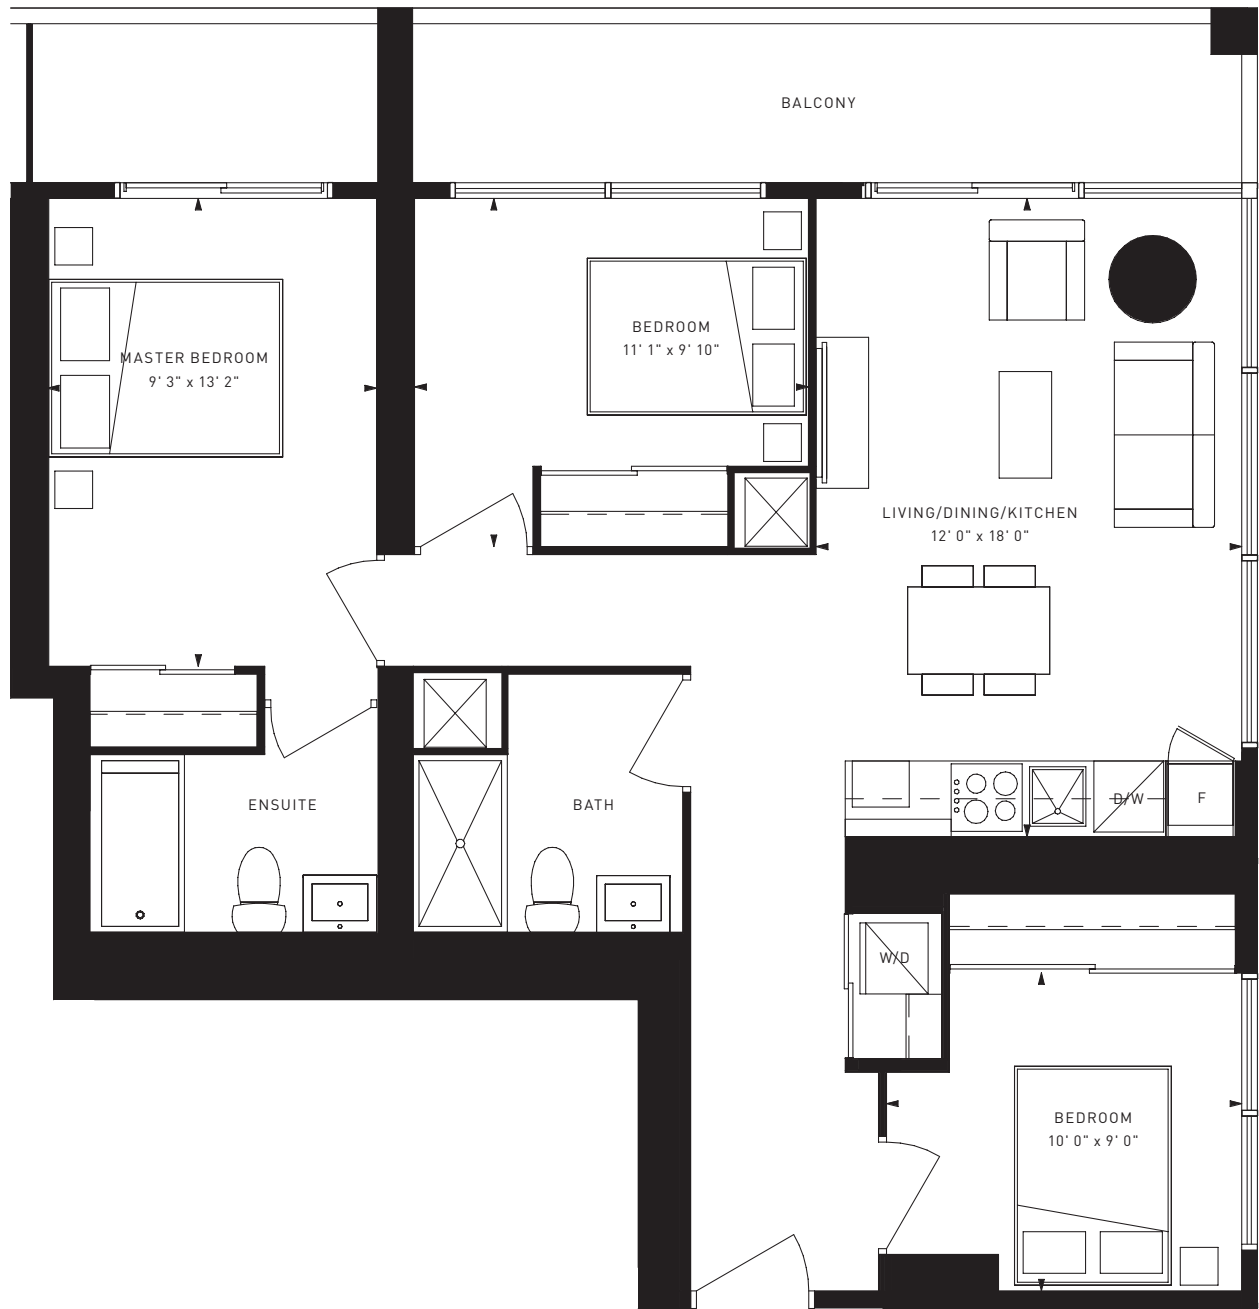 BALCONY
MASTER BEDROOM
9' 3" x 13' 2"
BEDROOM
11' 1" x 9' 10"
LIVING/DINING/KITCHEN
12' 0" x 18' 0"
ENSUITE
BATH
D/W
F
W/D
BEDROOM
10' 0" x 9' 0"